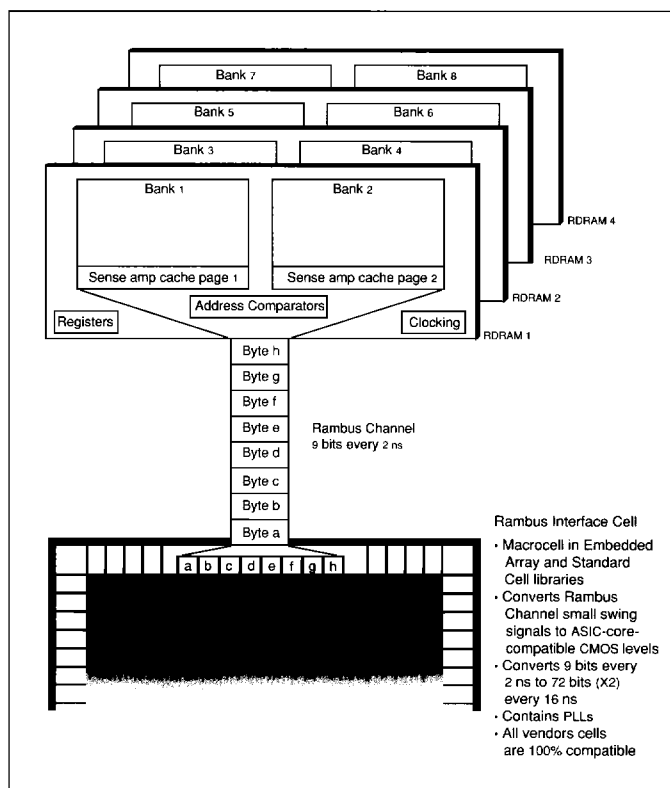 Bank 7 Bank 8
Bank 5 Bank 6
Bank 3 Bank 4
Bank 1 Bank 2
RDRAM 4
RDRAM 3
Sense amp cache page 1 Sense amp cache page 2
RDRAM 2
Address Comparators
Registers Clocking
RDRAM 1
Byte h
Byte g
Byte f
Byte e
Byte d
Byte c
Byte b
Byte a
Rambus Channel
9 bits every 2 ns
a b c d e f g h
Rambus Interface Cell
· Macrocell in Embedded
Array and Standard
Cell libraries
· Converts Rambus
Channel small swing
signals to ASIC-core-
compatible CMOS levels
· Converts 9 bits every
2 ns to 72 bits (X2)
every 16 ns
· Contains PLLs
· All vendors cells
are 100% compatible